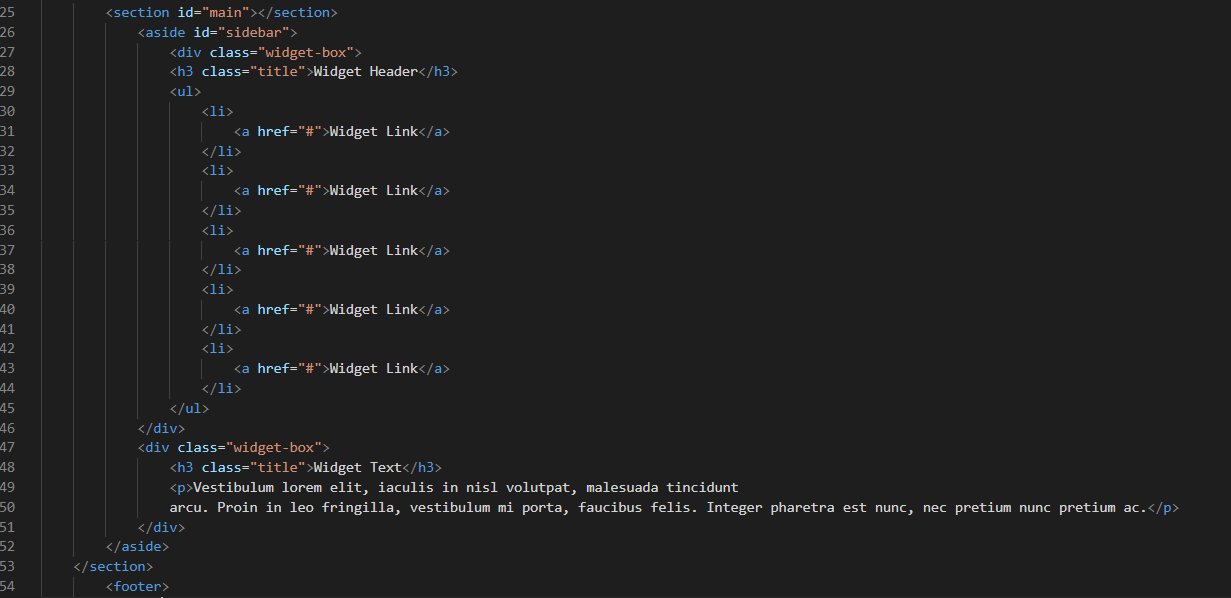 25 <section id="main"></section>
26 <aside id="sidebar">
27 <div class="widget-box">
28 <h3 class="title">Widget Header</h3>
29 <ul>
30 <li>
31 <a href="#">Widget Link</a>
32 </li>
33 <li>
34 <a href="#">Widget Link</a>
35 </li>
36 <li>
37 <a href="#">Widget Link</a>
38 </li>
39 <li>
40 <a href="#">Widget Link</a>
41 </li>
42 <li>
43 <a href="#">Widget Link</a>
44 </li>
45 </ul>
46 </div>
47 <div class="widget-box">
48 <h3 class="title">Widget Text</h3>
49 <p>Vestibulum lorem elit, iaculis in nisl volutpat, malesuada tincidunt
50 arcu. Proin in leo fringilla, vestibulum mi porta, faucibus felis. Integer pharetra est nunc, nec pretium nunc pretium ac.</p>
51 </div>
52 </aside>
53 </section>
54 <footer>